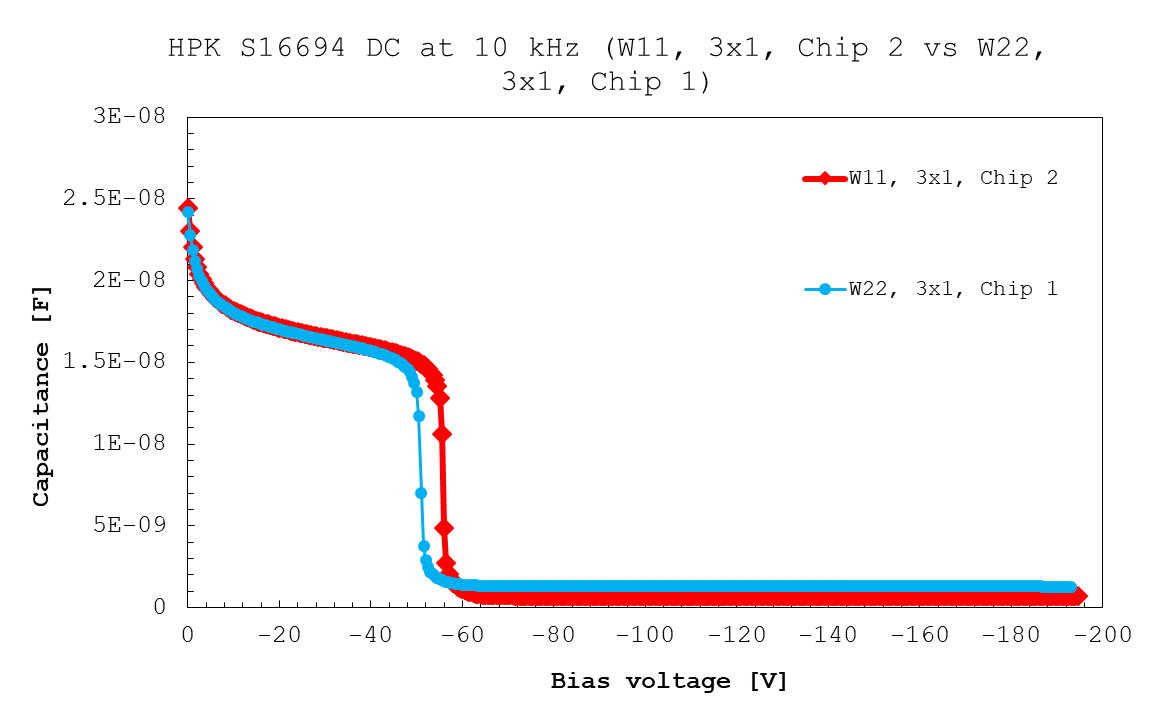 HPK S16694 DC at 10 kHz (W11, 3x1, Chip 2 vs W22,
3x1, Chip 1)
3E-08
2.5E-08
2E-08
1.5E-08
1E-08
5E-09
0
Capacitance [F]
W11, 3x1, Chip 2
W22, 3x1, Chip 1
0 -20 -40 -60 -80 -100 -120 -140 -160 -180 -200
Bias voltage [V]